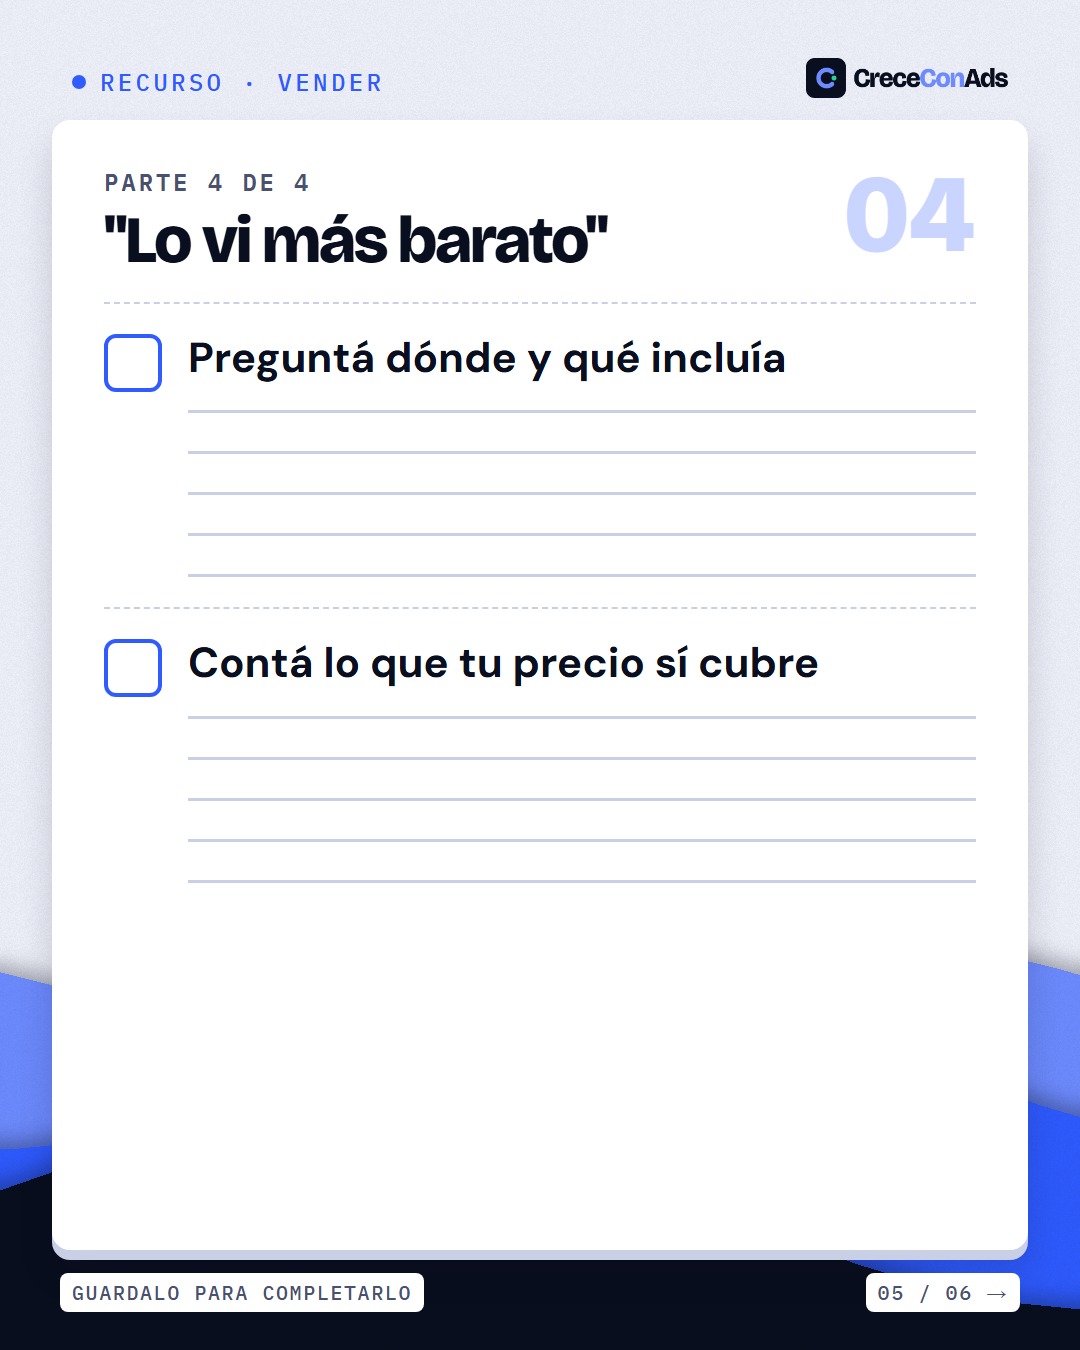 RECURSO · VENDER
CreceConAds
PARTE 4 DE 4
"Lo vi más barato"
04
Preguntá dónde y qué incluía
Contá lo que tu precio sí cubre
GUARDALO PARA COMPLETARLO
05 / 06 →